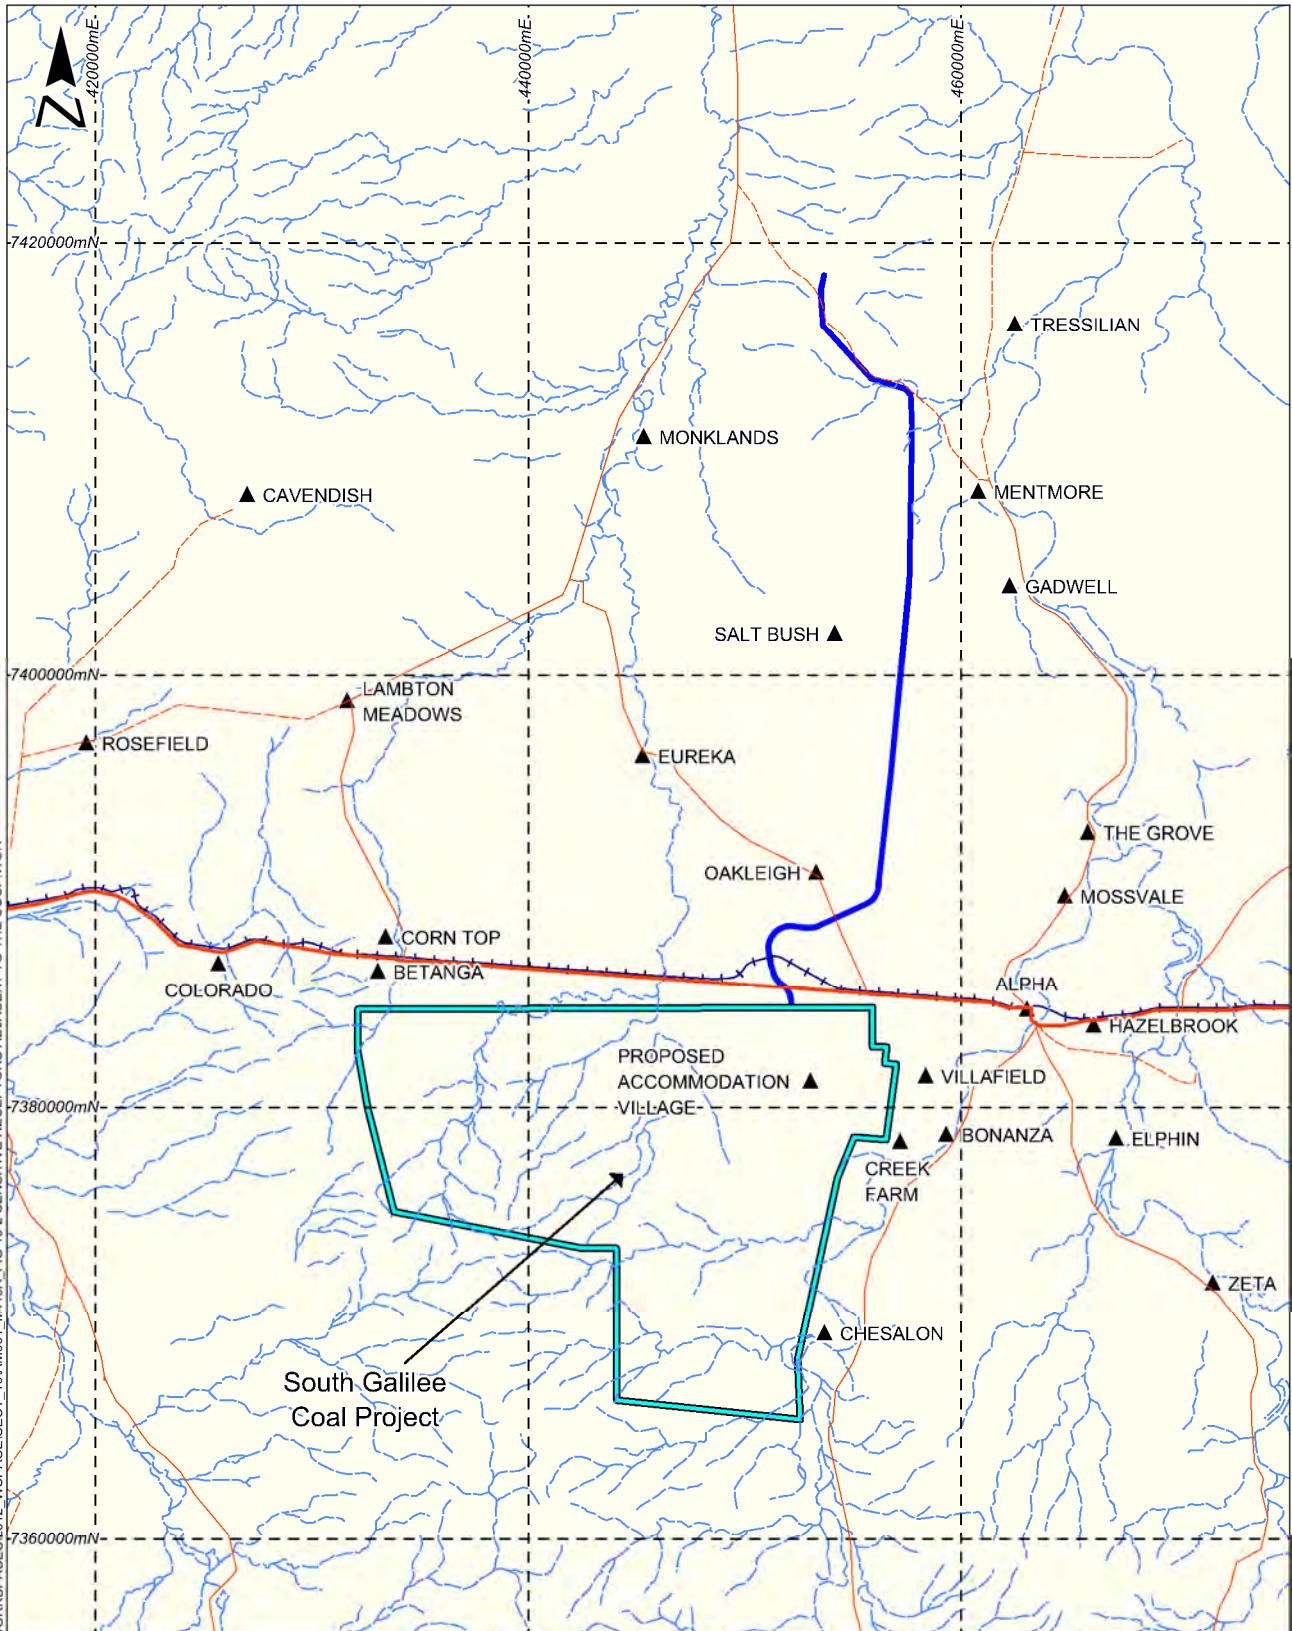 420000mE
440000mE
460000mE
N
7420000mN
TRESSILIAN
MONKLANDS
CAVENDISH
MENTMORE
GADWELL
SALT BUSH
7400000mN
LAMBTON
MEADOWS
ROSEFIELD
EUREKA
THE GROVE
OAKLEIGH
MOSSVALE
CORN TOP
BETANGA
COLORADO
ALPHA
HAZELBROOK
PROPOSED
ACCOMMODATION
VILLAGE
VILLAFIELD
7380000mN
BONANZA
ELPHIN
CREEK
FARM
ZETA
CHESALON
South Galilee
Coal Project
7360000mN